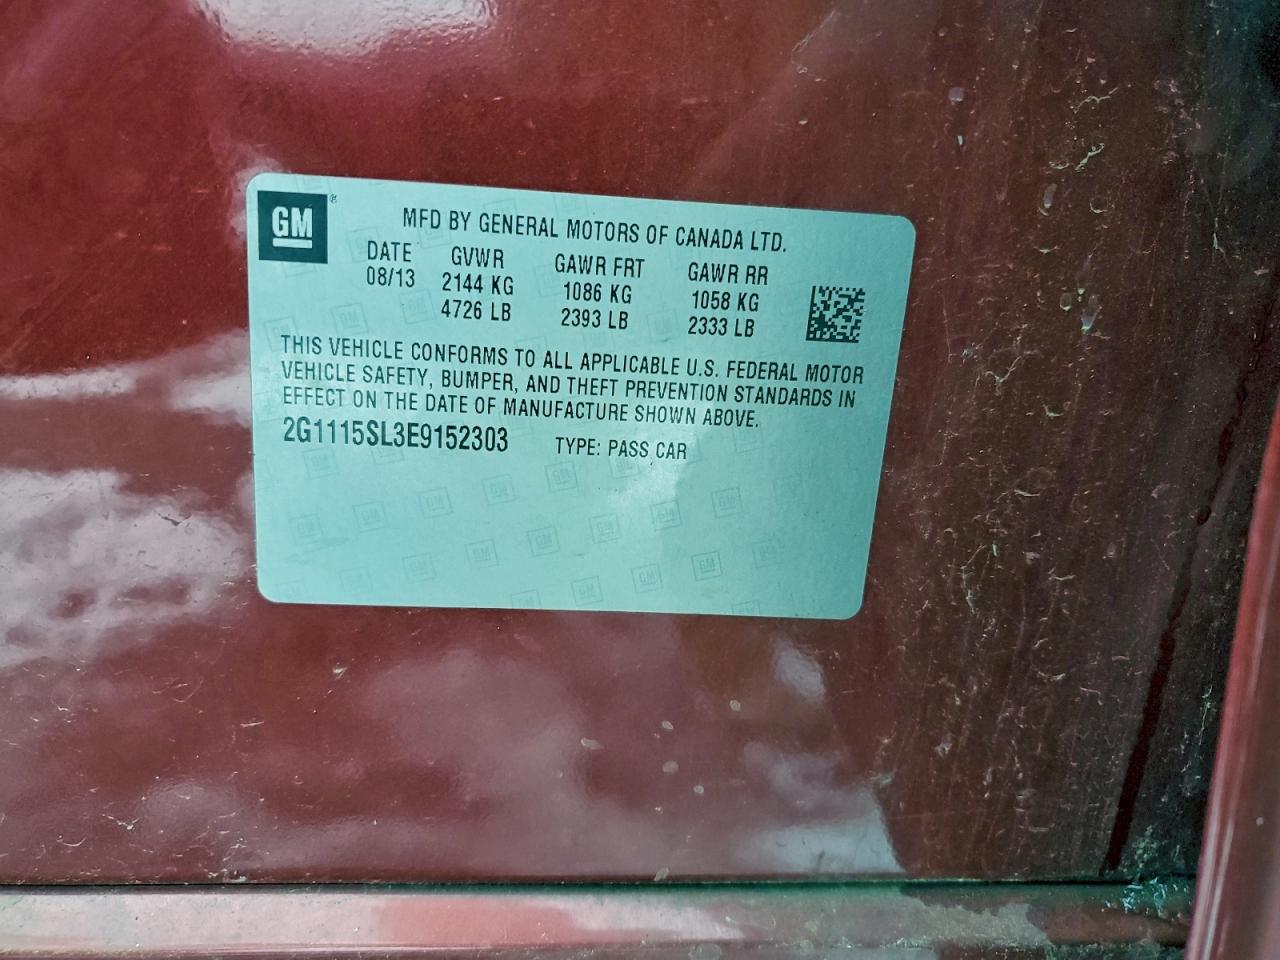 GM ®
MFD BY GENERAL MOTORS OF CANADA LTD.
DATE GVWR GAWR FRT GAWR RR
08/13 2144 KG 1086 KG 1058 KG
4726 LB 2393 LB 2333 LB
THIS VEHICLE CONFORMS TO ALL APPLICABLE U.S. FEDERAL MOTOR
VEHICLE SAFETY, BUMPER, AND THEFT PREVENTION STANDARDS IN
EFFECT ON THE DATE OF MANUFACTURE SHOWN ABOVE.
2G1115SL3E9152303 TYPE: PASS CAR